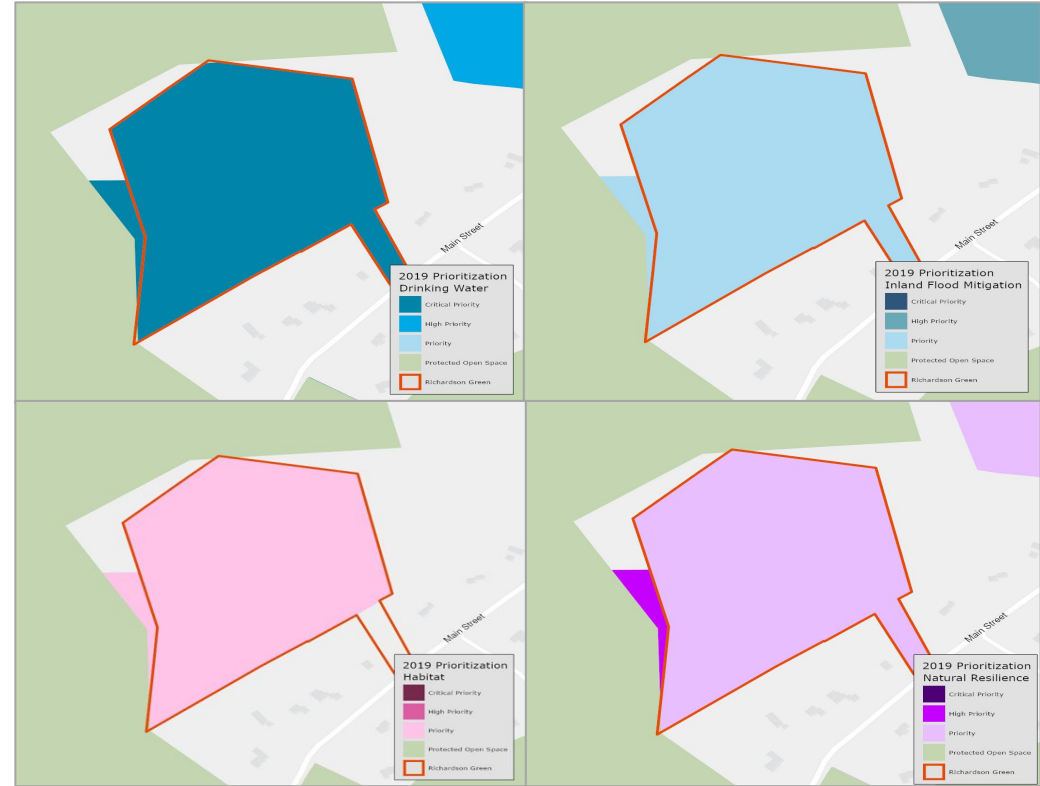 Main Street
2019 Prioritization
Drinking Water
Critical Priority
High Priority
Priority
Protected Open Space
Richardson Green
Main Street
2019 Prioritization
Inland Flood Mitigation
Critical Priority
High Priority
Priority
Protected Open Space
Richardson Green
Main Street
2019 Prioritization
Habitat
Critical Priority
High Priority
Priority
Protected Open Space
Richardson Green
Main Street
2019 Prioritization
Natural Resilience
Critical Priority
High Priority
Priority
Protected Open Space
Richardson Green